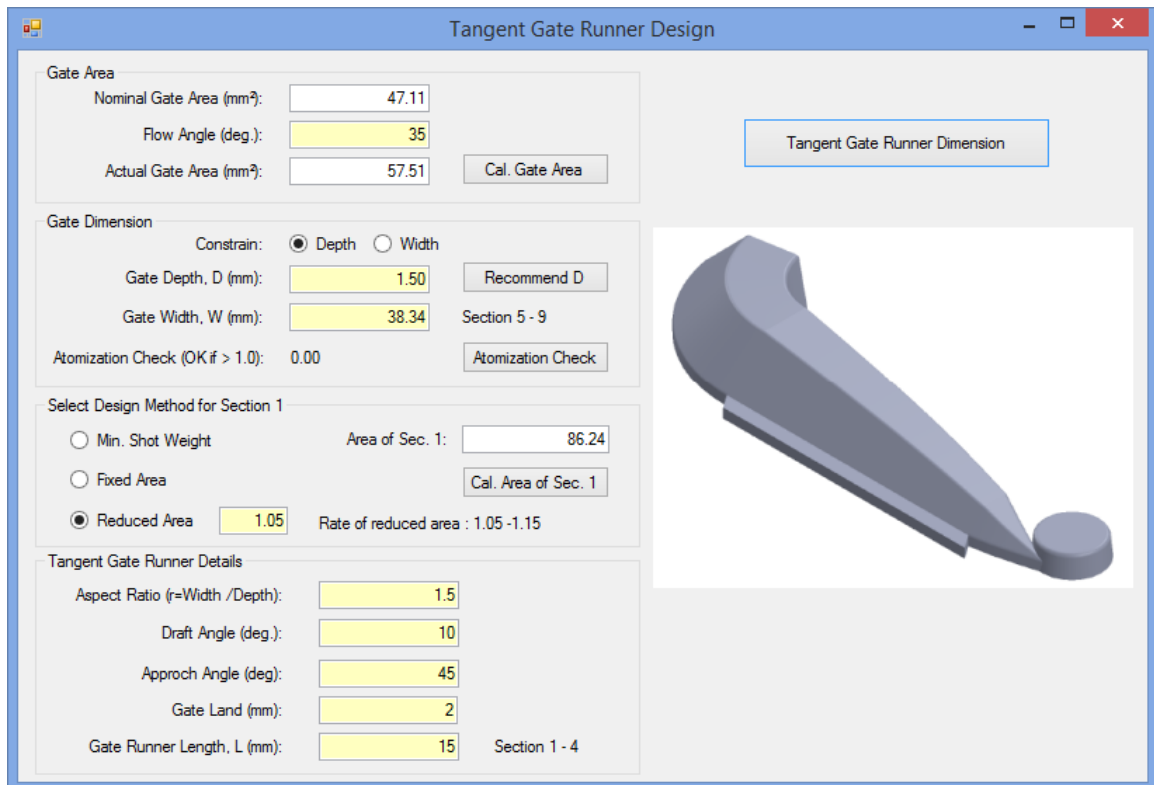 Tangent Gate Runner Design
Gate Area
Nominal Gate Area (mm²): 47.11
Flow Angle (deg.): 35
Actual Gate Area (mm²): 57.51 Cal. Gate Area
Tangent Gate Runner Dimension
Gate Dimension
Constrain: Depth Width
Gate Depth, D (mm): 1.50 Recommend D
Gate Width, W (mm): 38.34 Section 5 - 9
Atomization Check (OK if > 1.0): 0.00 Atomization Check
Select Design Method for Section 1
Min. Shot Weight Area of Sec. 1: 86.24
Fixed Area Cal. Area of Sec. 1
Reduced Area 1.05 Rate of reduced area : 1.05 -1.15
Tangent Gate Runner Details
Aspect Ratio (r=Width /Depth): 1.5
Draft Angle (deg.): 10
Approch Angle (deg): 45
Gate Land (mm): 2
Gate Runner Length, L (mm): 15 Section 1 - 4